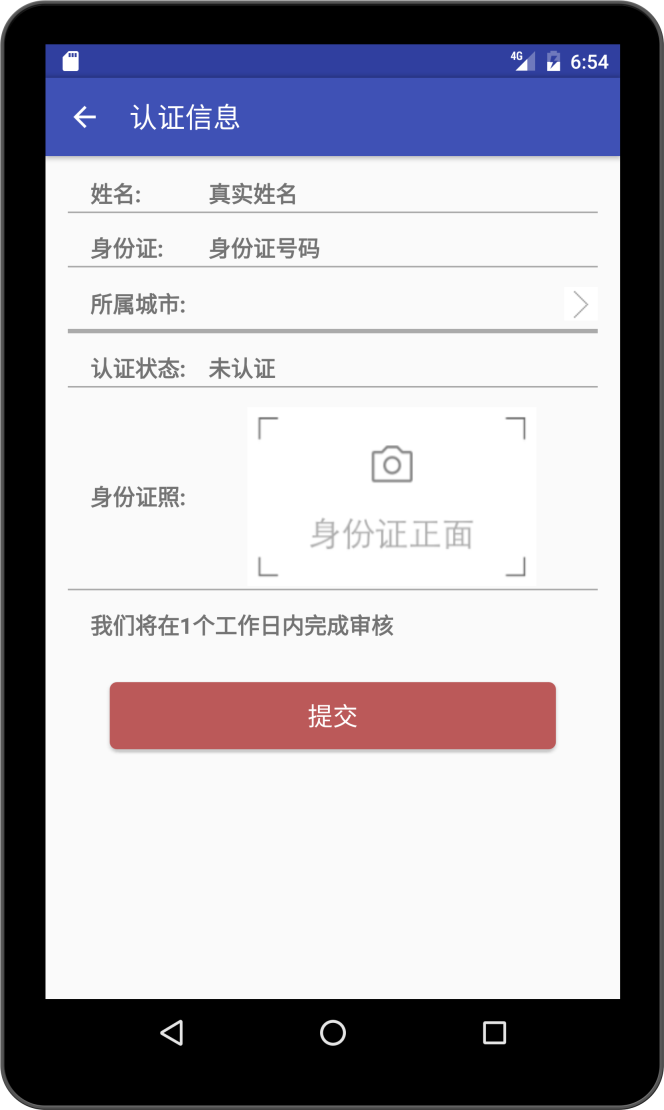 4G 6:54
认证信息
姓名: 真实姓名
身份证: 身份证号码
所属城市:
认证状态: 未认证
身份证照:
身份证正面
我们将在1个工作日内完成审核
提交